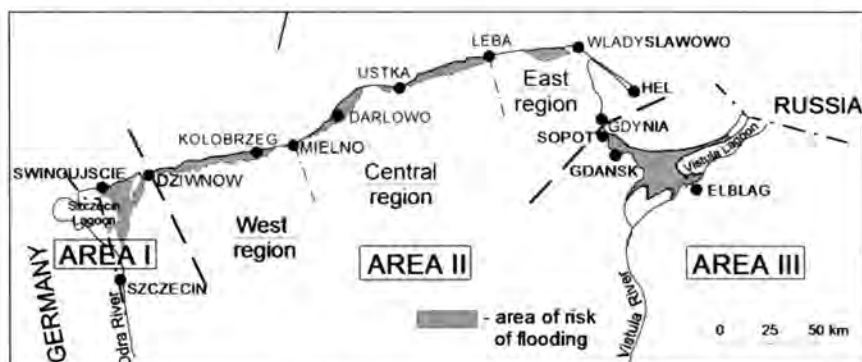 LEBA
WLADYSLAWOWO
USTKA
East
region
HEL
DARLOWO
RUSSIA
GDYNIA
KOLOBRZEG
SOPOT
MIELNO
Vistula Lagoon
SWINOUJSCIE
DZIWNOW
Central
region
GDANSK
ELBLAG
Szczecin
Lagoon
West
region
AREA I
AREA II
AREA III
GERMANY
SZCZECIN
Odra River
Vistula River
- area of risk
of flooding
0 25 50 km